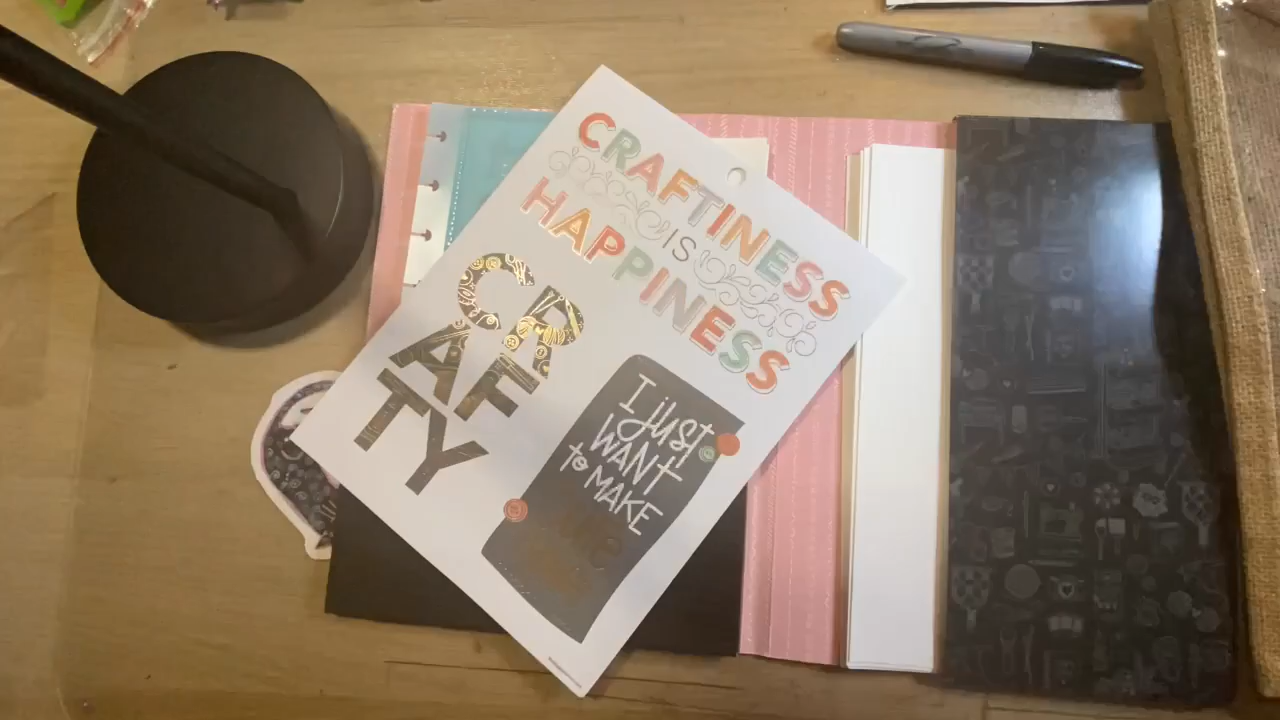 CRAFTINESS
IS
HAPPINESS
CR
AF
TY
I just
WANT
to MAKE